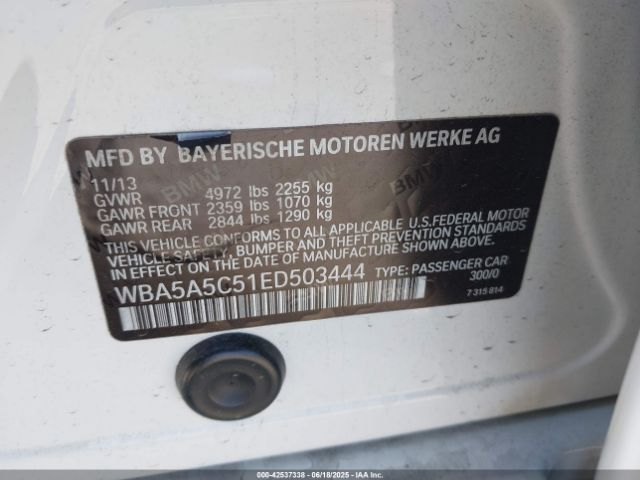 MFD BY BAYERISCHE MOTOREN WERKE AG
11/13
GVWR 4972 lbs 2255 kg
GAWR FRONT 2359 lbs 1070 kg
GAWR REAR 2844 lbs 1290 kg
THIS VEHICLE CONFORMS TO ALL APPLICABLE U.S.FEDERAL MOTOR
VEHICLE SAFETY, BUMPER AND THEFT PREVENTION STANDARDS
IN EFFECT ON THE DATE OF MANUFACTURE SHOWN ABOVE.
WBA5A5C51ED503444 TYPE: PASSENGER CAR
300/0
7 315 814
00-42537338 - 06/18/2025 - IAAI.COM